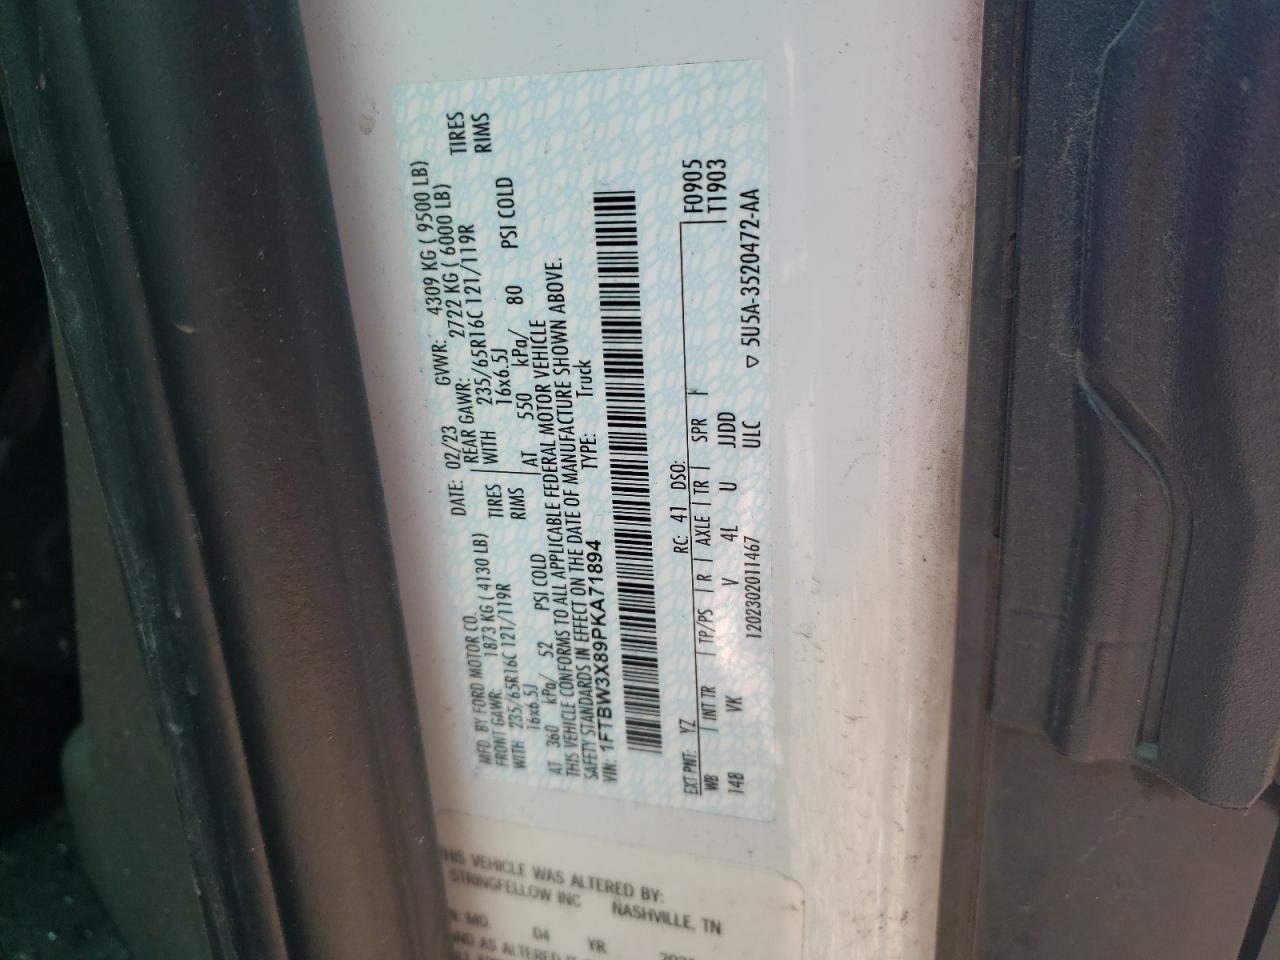 MFD. BY FORD MOTOR CO.
DATE: 02/23 GVWR: 4309 KG ( 9500 LB)
FRONT GAWR: 1873 KG ( 4130 LB) REAR GAWR: 2722 KG ( 6000 LB)
WITH 235/65R16C 121/119R TIRES WITH 235/65R16C 121/119R TIRES
16x6.5J RIMS 16x6.5J RIMS
AT 360 kPa/ 52 PSI COLD AT 550 kPa/ 80 PSI COLD
THIS VEHICLE CONFORMS TO ALL APPLICABLE FEDERAL MOTOR VEHICLE
SAFETY STANDARDS IN EFFECT ON THE DATE OF MANUFACTURE SHOWN ABOVE.
VIN: 1FTBW3X89PKA71894 TYPE: Truck
EXT PNT: YZ RC: 41 DSO: F0905
WB INT TR TP/PS R AXLE TR SPR T1903
148 VK V 4L U JJDD
1202302011467 ULC ▽ 5U5A-3520472-AA
THIS VEHICLE WAS ALTERED BY:
STRINGFELLOW INC NASHVILLE, TN
MO. 04 YR
AS ALTERED